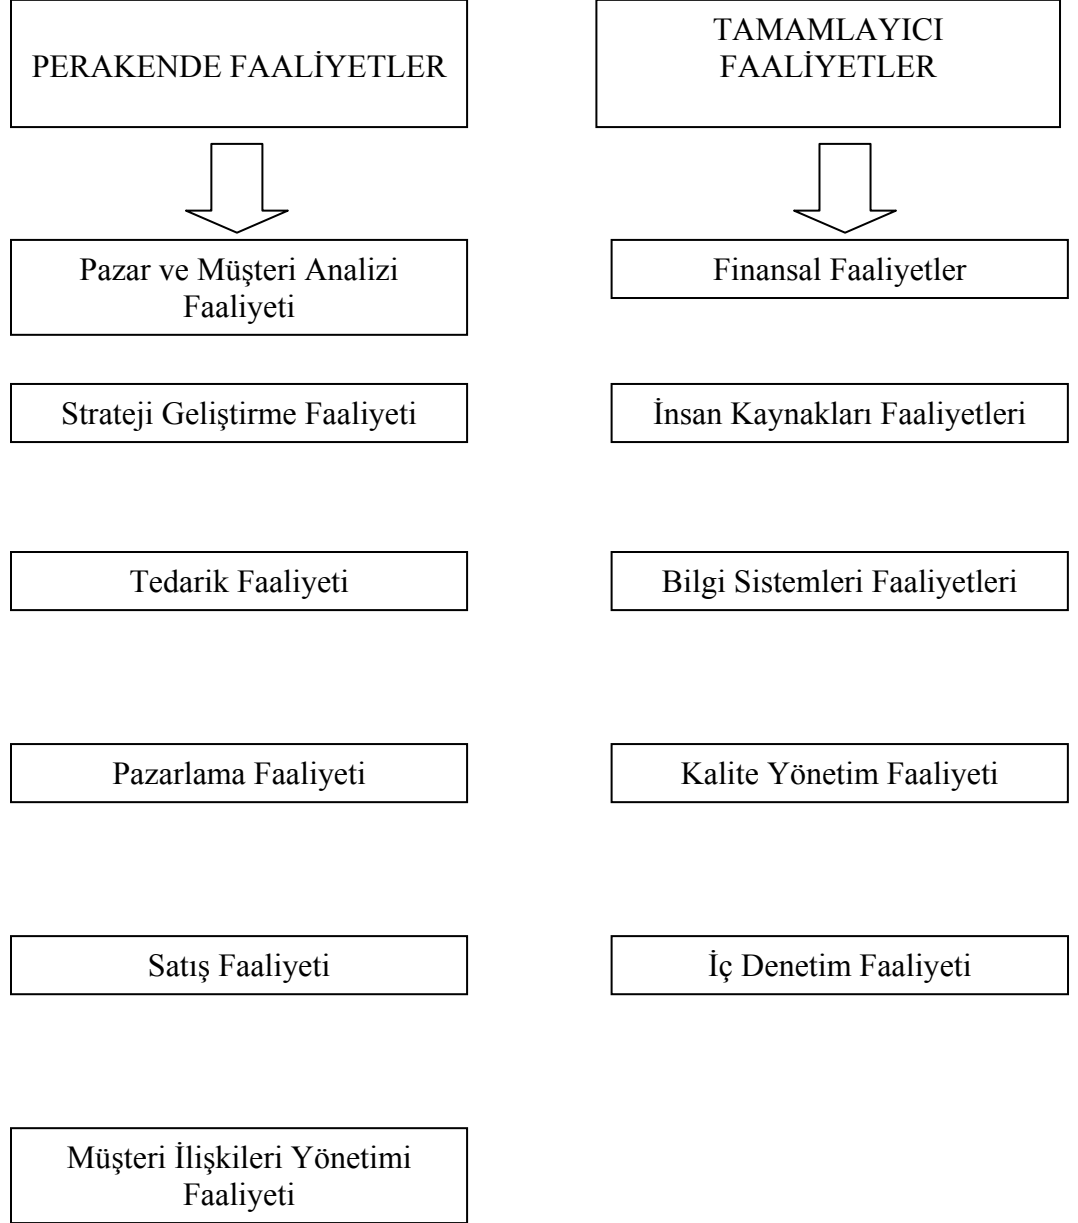 PERAKENDE FAALİYETLER
TAMAMLAYICI
FAALİYETLER
Pazar ve Müşteri Analizi
Faaliyeti
Finansal Faaliyetler
Strateji Geliştirme Faaliyeti
İnsan Kaynakları Faaliyetleri
Tedarik Faaliyeti
Bilgi Sistemleri Faaliyetleri
Pazarlama Faaliyeti
Kalite Yönetim Faaliyeti
Satış Faaliyeti
İç Denetim Faaliyeti
Müşteri İlişkileri Yönetimi
Faaliyeti